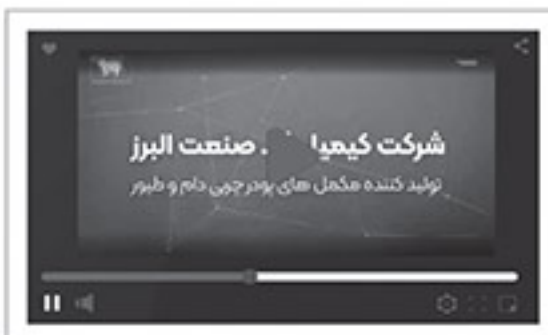 شرکت کیمیا . صنعت البرز
تولید کننده مکمل های پودر چربی دام و طیور